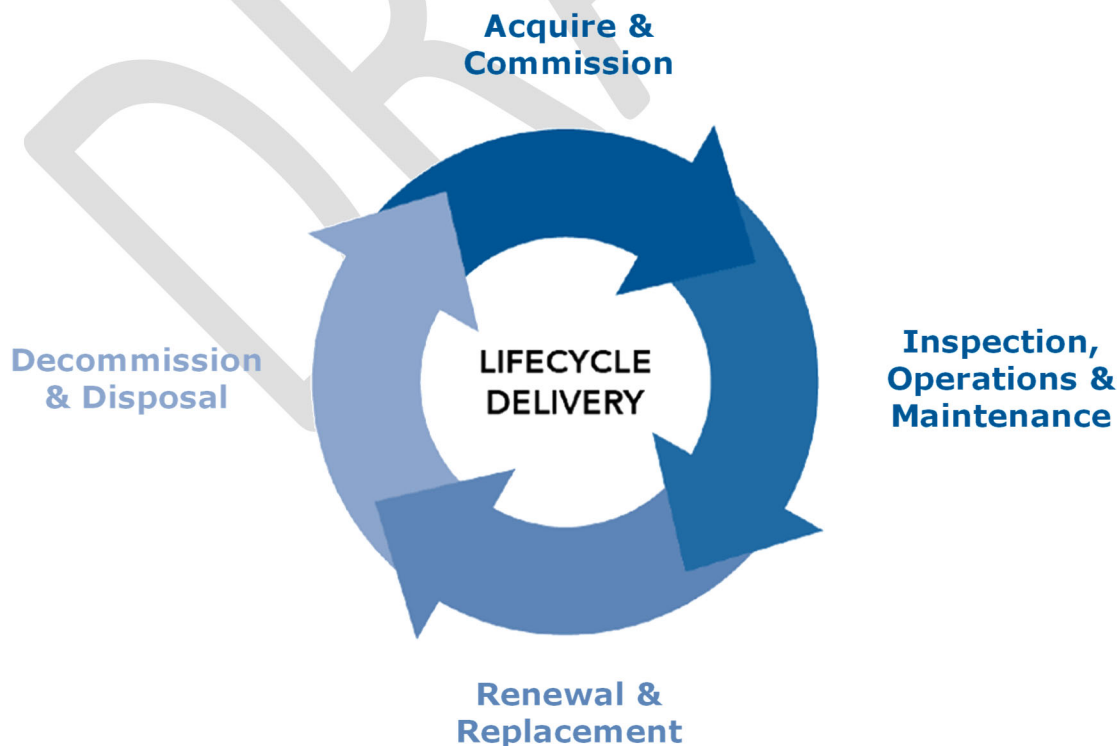 Acquire &
Commission
Inspection,
Operations &
Maintenance
LIFECYCLE
DELIVERY
Decommission
& Disposal
Renewal &
Replacement